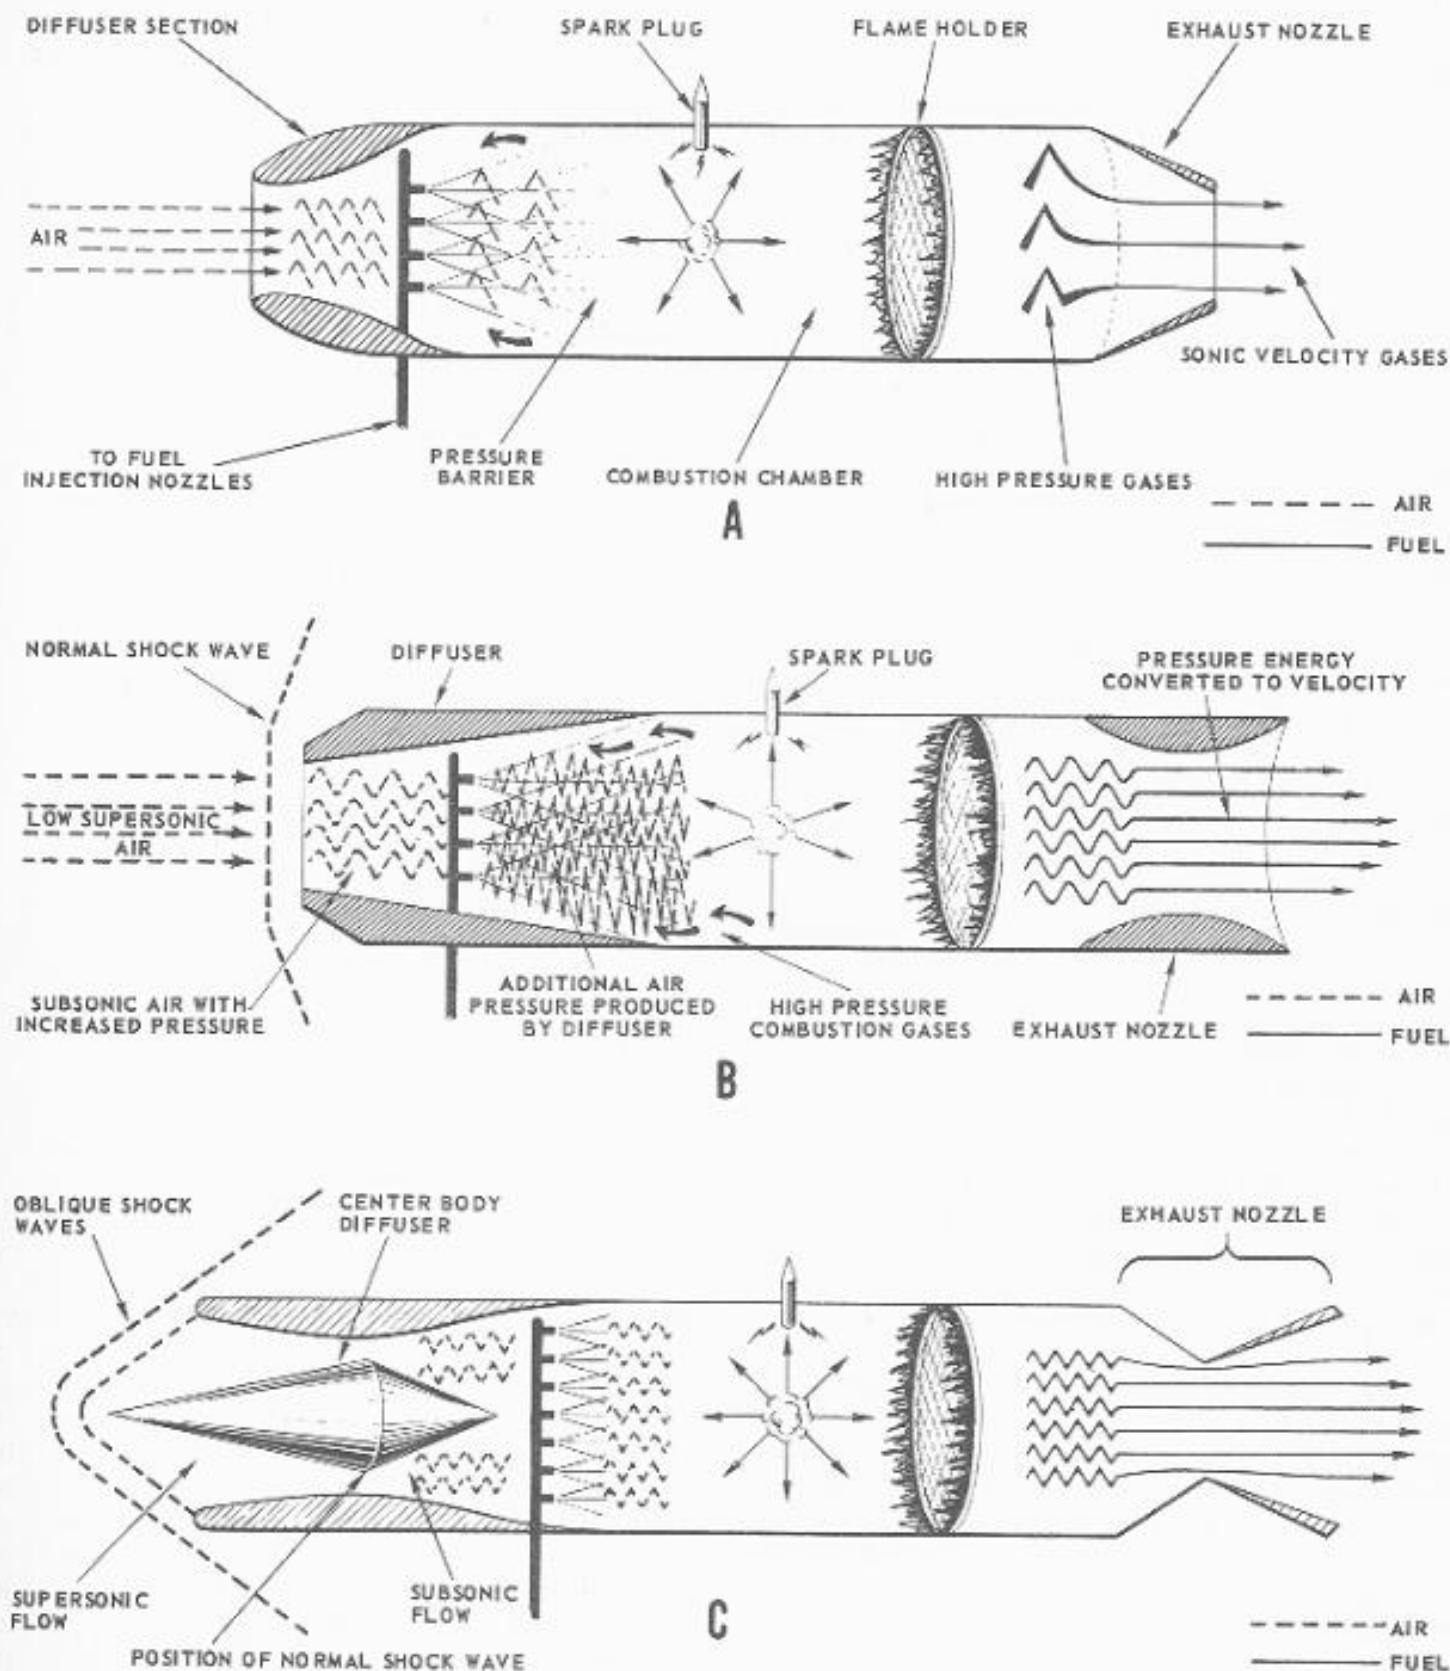 DIFFUSER SECTION
SPARK PLUG
FLAME HOLDER
EXHAUST NOZZLE
AIR
SONIC VELOCITY GASES
TO FUEL
INJECTION NOZZLES
PRESSURE
BARRIER
COMBUSTION CHAMBER
HIGH PRESSURE GASES
A
AIR
FUEL
NORMAL SHOCK WAVE
DIFFUSER
SPARK PLUG
PRESSURE ENERGY
CONVERTED TO VELOCITY
LOW SUPERSONIC
AIR
SUBSONIC AIR WITH
INCREASED PRESSURE
ADDITIONAL AIR
PRESSURE PRODUCED
BY DIFFUSER
HIGH PRESSURE
COMBUSTION GASES
EXHAUST NOZZLE
AIR
FUEL
B
OBLIQUE SHOCK
WAVES
CENTER BODY
DIFFUSER
EXHAUST NOZZLE
SUPERSONIC
FLOW
SUBSONIC
FLOW
POSITION OF NORMAL SHOCK WAVE
C
AIR
FUEL